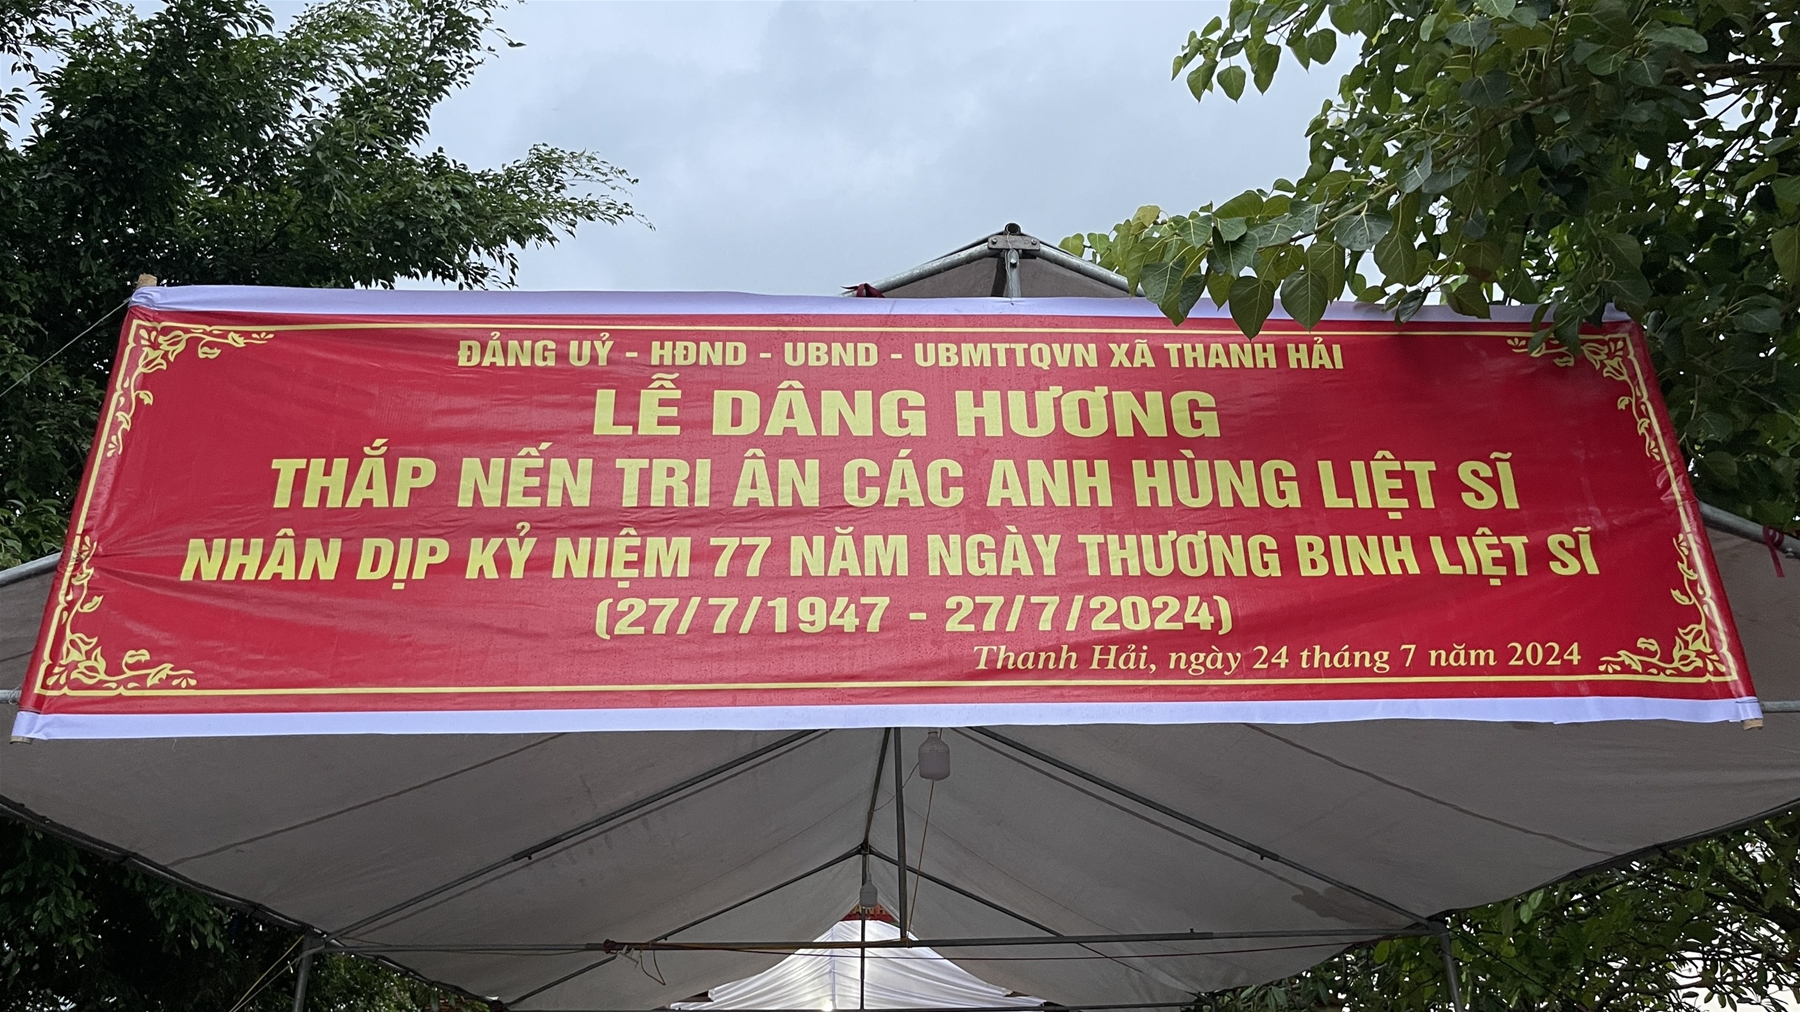 ĐẢNG UỶ - HĐND - UBND - UBMTTQVN XÃ THANH HẢI
LỄ DÂNG HƯƠNG
THẮP NẾN TRI ÂN CÁC ANH HÙNG LIỆT SĨ
NHÂN DỊP KỶ NIỆM 77 NĂM NGÀY THƯƠNG BINH LIỆT SĨ
(27/7/1947 - 27/7/2024)
Thanh Hải, ngày 24 tháng 7 năm 2024